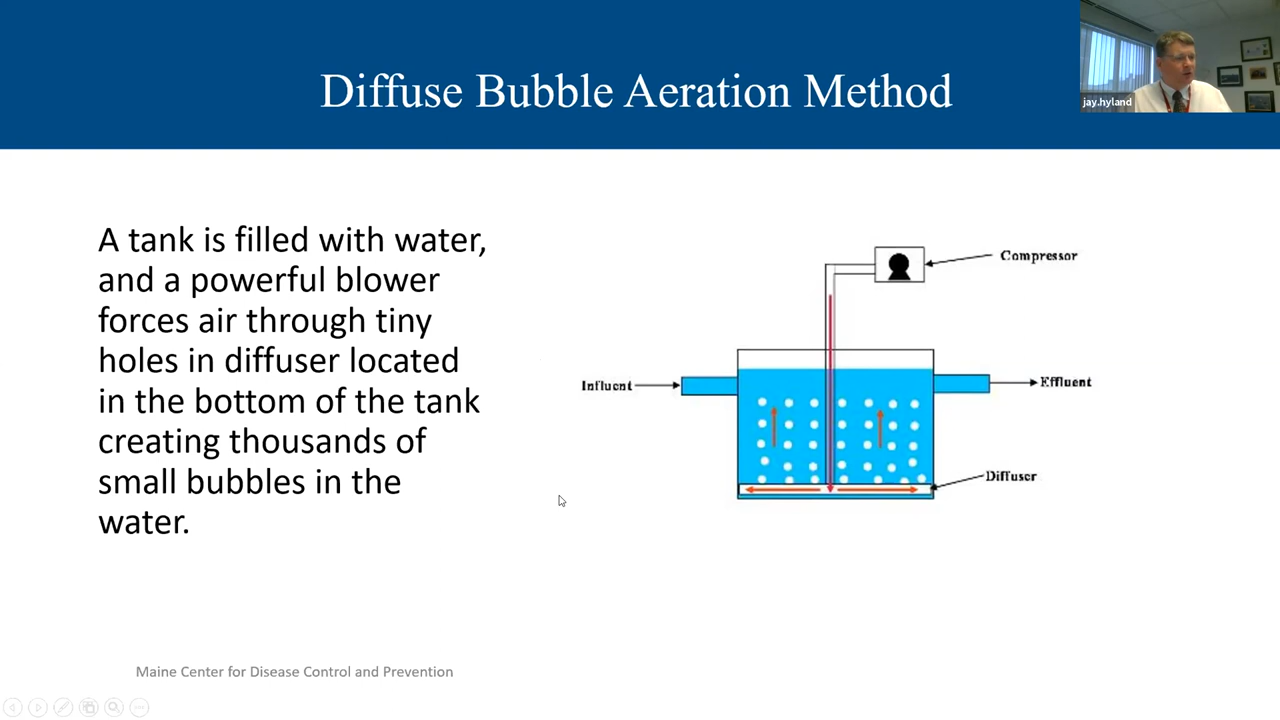 Diffuse Bubble Aeration Method
jay.hyland
A tank is filled with water,
and a powerful blower
forces air through tiny
holes in diffuser located
in the bottom of the tank
creating thousands of
small bubbles in the
water.
Compressor
Influent
Effluent
Diffuser
Maine Center for Disease Control and Prevention